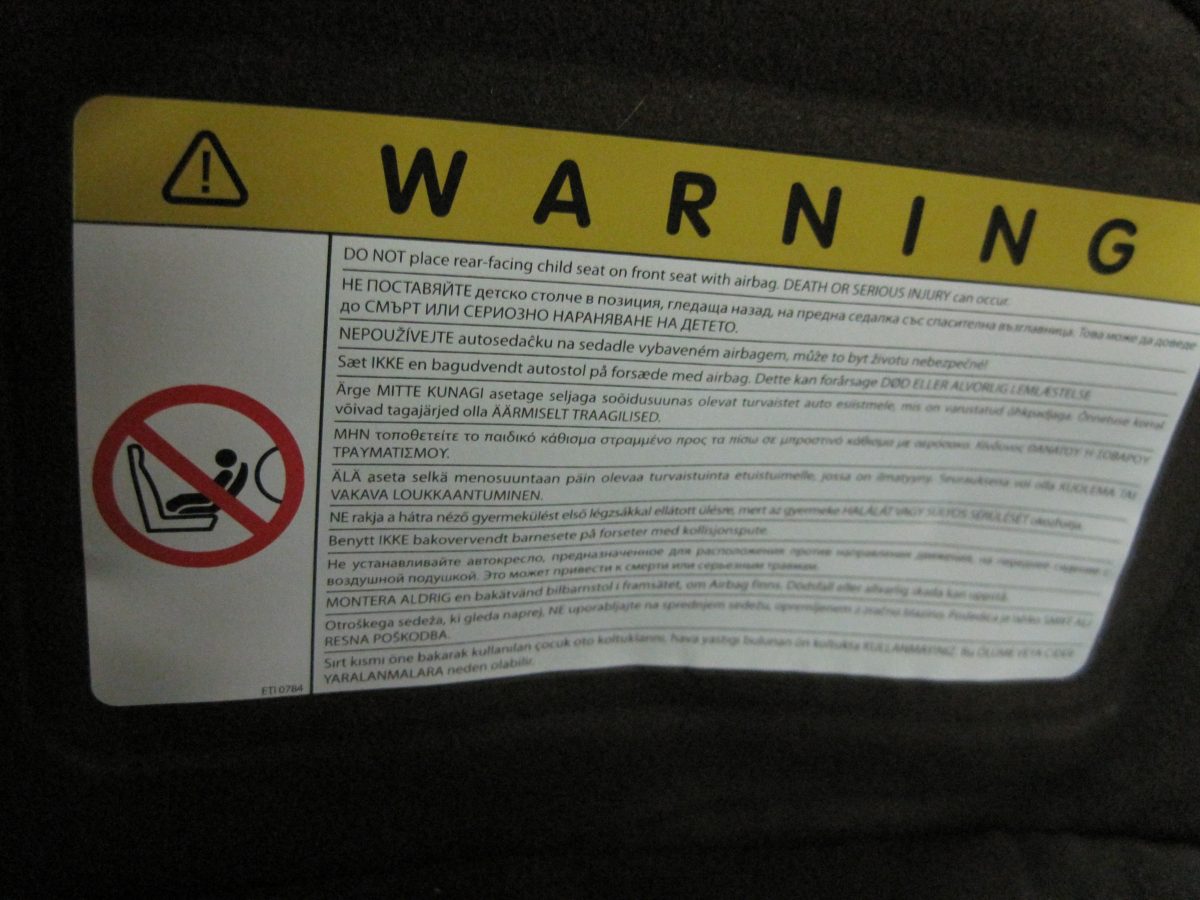 WARNING
DO NOT place rear-facing child seat on front seat with airbag. DEATH OR SERIOUS INJURY can occur.
НЕ ПОСТАВЯЙТЕ детско столче в позиция, гледаща назад, на предна седалка със спасителна възглавница. Това може да доведе
до СМЪРТ ИЛИ СЕРИОЗНО НАРАНЯВАНЕ НА ДЕТЕТО.
NEPOUŽÍVEJTE autosedačku na sedadle vybaveném airbagem, může to byt životu nebezpečné!
Sæt IKKE en bagudvendt autostol på forsæde med airbag. Dette kan forårsage DØD ELLER ALVORLIG LEMLÆSTELSE
Ärge MITTE KUNAGI asetage seljaga sõidusuunas olevat turvaistet auto esiistmele, mis on varustatud õhkpadjaga. Õnnetuse korral
võivad tagajärjed olla ÄÄRMISELT TRAAGILISED.
ΜΗΝ τοποθετείτε το παιδικό κάθισμα στραμμένο προς τα πίσω σε μπροστινό κάθισμα με αερόσακο. Κίνδυνος ΘΑΝΑΤΟΥ Ή ΣΟΒΑΡΟΥ
ΤΡΑΥΜΑΤΙΣΜΟΥ.
ÄLÄ aseta selkä menosuuntaan päin olevaa turvaistuinta etuistuimelle, jossa on ilmatyyny. Seurauksena voi olla KUOLEMA TAI
VAKAVA LOUKKAANTUMINEN.
NE rakja a hátra néző gyermekülést első légzsákkal ellátott ülésre, mert az gyermeke HALÁLÁT VAGY SÚLYOS SÉRÜLÉSÉT okozhatja.
Benytt IKKE bakovervendt barnesete på forseter med kollisjonspute.
Не устанавливайте автокресло, предназначенное для расположения против направления движения, на переднее сидение с
воздушной подушкой. Это может привести к смерти или серьезным травмам.
MONTERA ALDRIG en bakåtvänd bilbarnstol i framsätet, om Airbag finns. Dödsfall eller allvarlig skada kan uppstå.
Otroškega sedeža, ki gleda naprej, NE uporabljajte na sprednjem sedežu, opremljenem z zračno blazino. Posledica je lahko SMRT ALI
RESNA POŠKODBA.
Sırt kısmı öne bakarak kullanılan çocuk oto koltuklarını, hava yastığı bulunan ön koltukta KULLANMAYINIZ. Bu ÖLÜME VEYA CİDDİ
YARALANMALARA neden olabilir.
ETI 0784